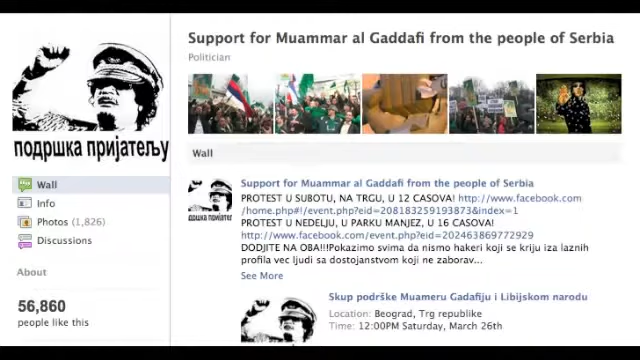 Support for Muammar al Gaddafi from the people of Serbia
Politician
подршка пријатељу
Wall
Info
Photos (1,826)
Discussions
About
56,860
people like this
Wall
Support for Muammar al Gaddafi from the people of Serbia
PROTEST U SUBOTU, NA TRGU, U 12 CASOVA! http://www.facebook.com
/home.php#!/event.php?eid=208183259193873&index=1
PROTEST U NEDELJU, U PARKU MANJEZ, U 16 CASOVA!
http://www.facebook.com/event.php?eid=202463869772929
DODJITE NA OBA!!!Pokazimo svima da nismo hakeri koji se kriju iza laznih
profila vec ljudi sa dostojanstvom koji ne zaborav...
See More
Skup podrške Muameru Gadafiju i Libijskom narodu
Location: Beograd, Trg republike
Time: 12:00PM Saturday, March 26th